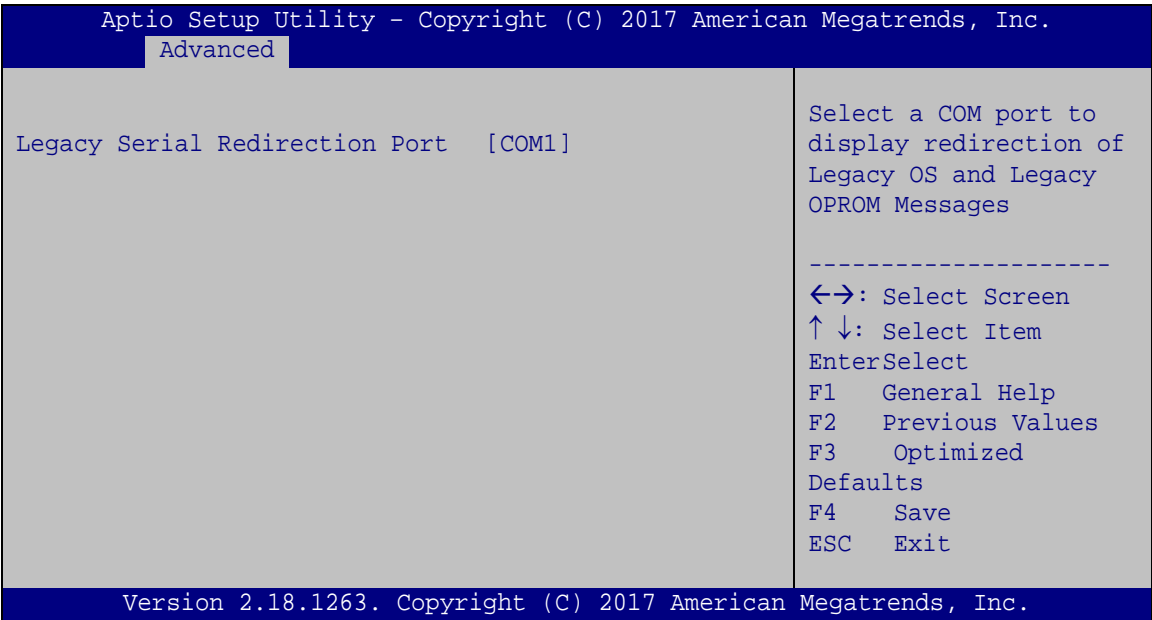 Aptio Setup Utility – Copyright (C) 2017 American Megatrends, Inc.
Advanced
Legacy Serial Redirection Port [COM1]
Select a COM port to
display redirection of
Legacy OS and Legacy
OPROM Messages
---------------------
←→: Select Screen
↑ ↓: Select Item
EnterSelect
F1 General Help
F2 Previous Values
F3 Optimized
Defaults
F4 Save
ESC Exit
Version 2.18.1263. Copyright (C) 2017 American Megatrends, Inc.